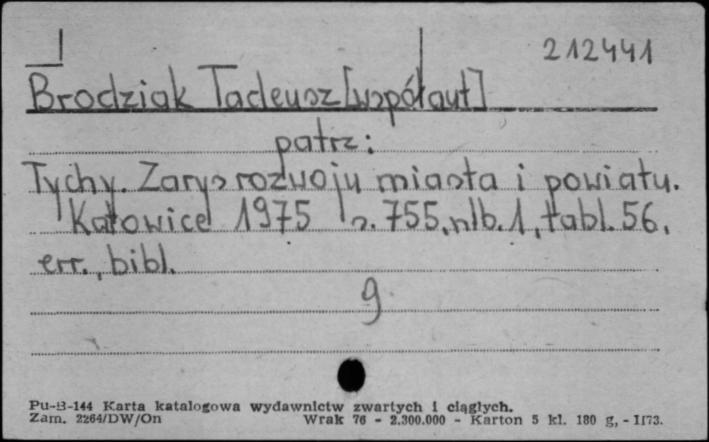 I 212441
Brodziak Tadeusz [współaut]
patrz:
Tychy. Zarys rozwoju miasta i powiatu.
Katowice 1975 s. 755, nlb. 1, tabl. 56,
err., bibl.
9
Pu-B-144 Karta katalogowa wydawnictw zwartych i ciągłych.
Zam. 2264/DW/On Wrak 76 - 2.300.000 - Karton 5 kl. 180 g, - II73.